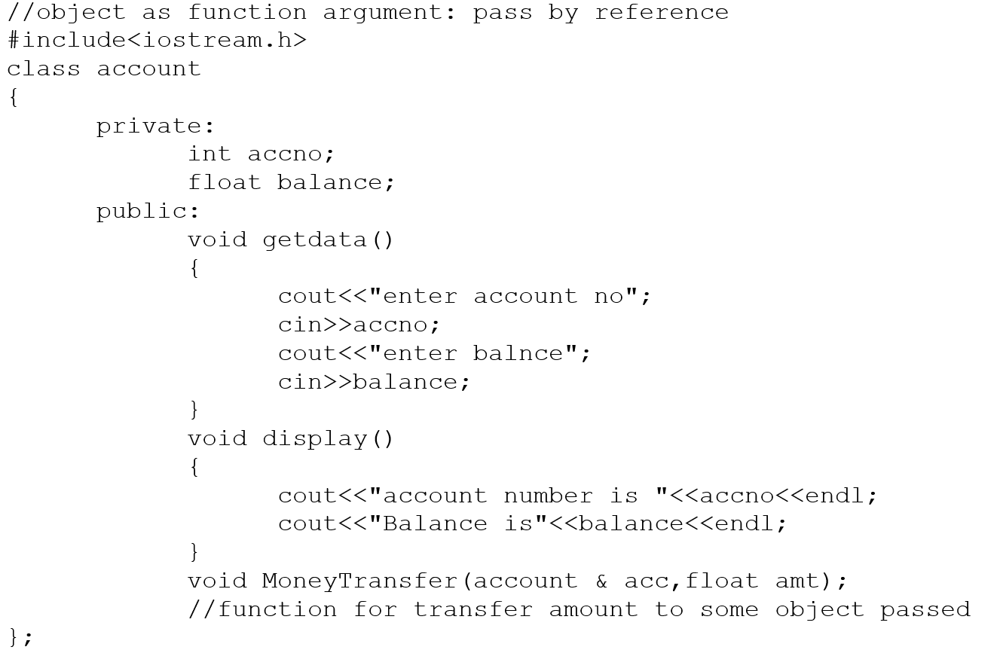 //object as function argument: pass by reference
#include<iostream.h>
class account
{
      private:
            int accno;
            float balance;
      public:
            void getdata()
            {
                  cout<<"enter account no";
                  cin>>accno;
                  cout<<"enter balnce";
                  cin>>balance;
            }
            void display()
            {
                  cout<<"account number is "<<accno<<endl;
                  cout<<"Balance is"<<balance<<endl;
            }
            void MoneyTransfer(account & acc,float amt);
            //function for transfer amount to some object passed
};